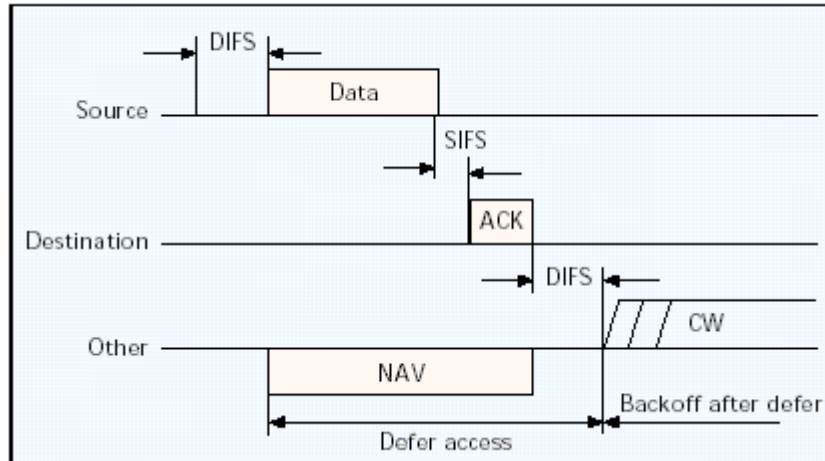 DIFS
Data
Source
SIFS
ACK
Destination
DIFS
CW
Other
NAV
Backoff after defer
Defer access